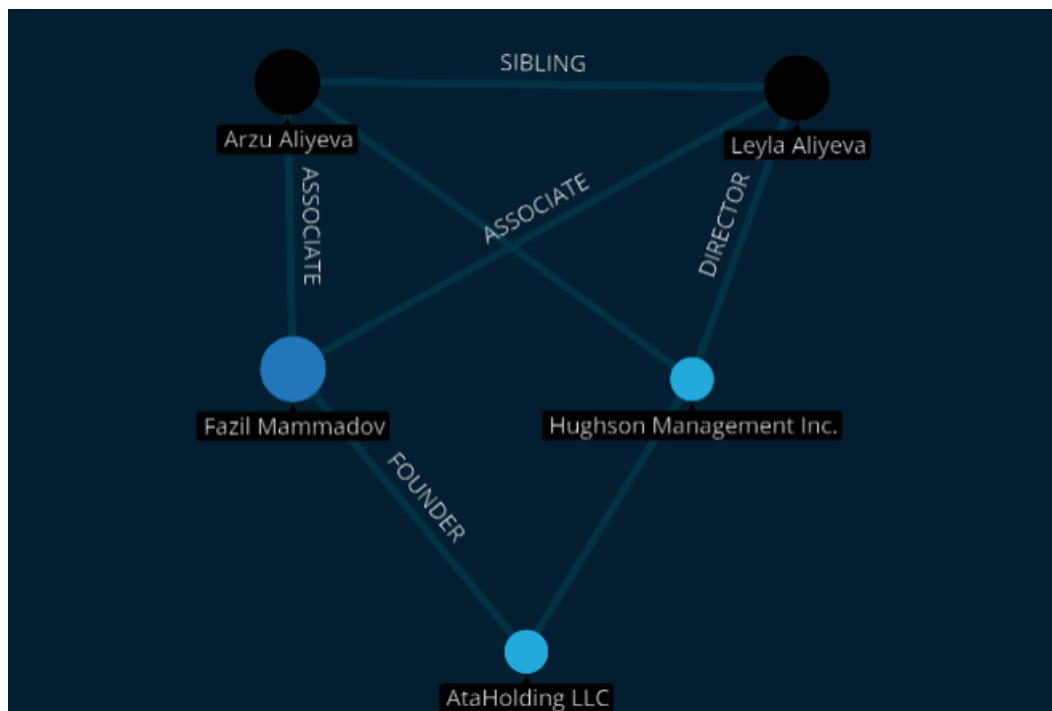 SIBLING
Arzu Aliyeva
Leyla Aliyeva
ASSOCIATE
ASSOCIATE
DIRECTOR
Fazil Mammadov
Hughson Management Inc.
FOUNDER
AtaHolding LLC